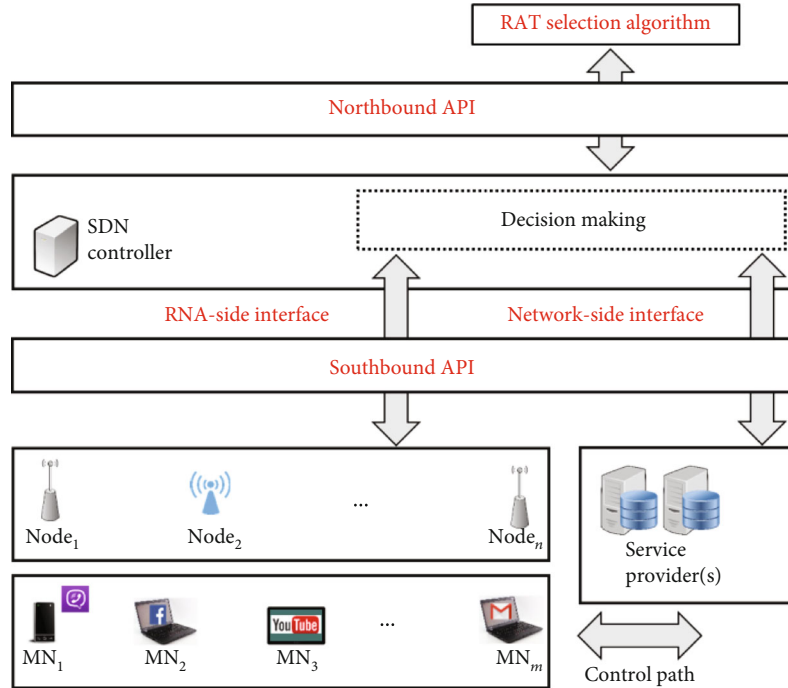 RAT selection algorithm
Northbound API
SDN
controller
Decision making
RNA-side interface
Network-side interface
Southbound API
Node₁
Node₂
...
Nodeₙ
Service
provider(s)
f
YouTube
M
MN₁
MN₂
MN₃
...
MNₘ
Control path